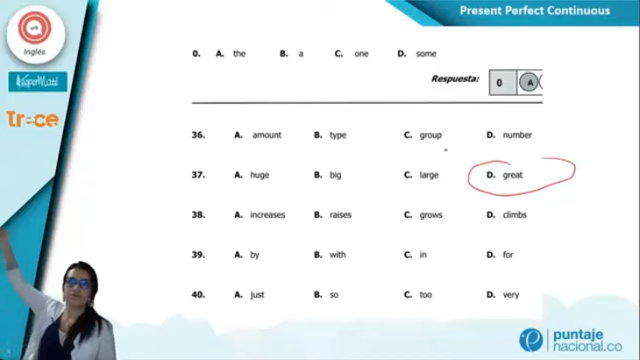 Present Perfect Continuous
Inglés
Tr=ce
0. A. the B. a C. one D. some
Respuesta: 0 A
36. A. amount B. type C. group D. number
37. A. huge B. big C. large D. great
38. A. increases B. raises C. grows D. climbs
39. A. by B. with C. in D. for
40. A. just B. so C. too D. very
puntaje
nacional.co